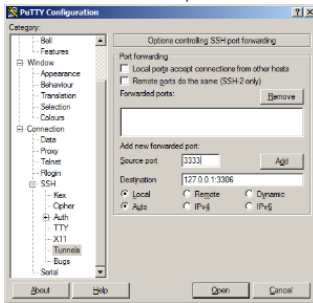 PuTTY Configuration
Category:
Bell
Features
Window
Appearance
Behaviour
Translation
Selection
Colours
Connection
Data
Proxy
Telnet
Rlogin
SSH
Kex
Cipher
Auth
TTY
X11
Tunnels
Bugs
Serial
Options controlling SSH port forwarding
Port forwarding
Local ports accept connections from other hosts
Remote ports do the same (SSH-2 only)
Forwarded ports:
Remove
Add new forwarded port:
Source port 3333 Add
Destination 127.0.0.1:3306
Local Remote Dynamic
Auto IPv4 IPv6
About Help Open Cancel